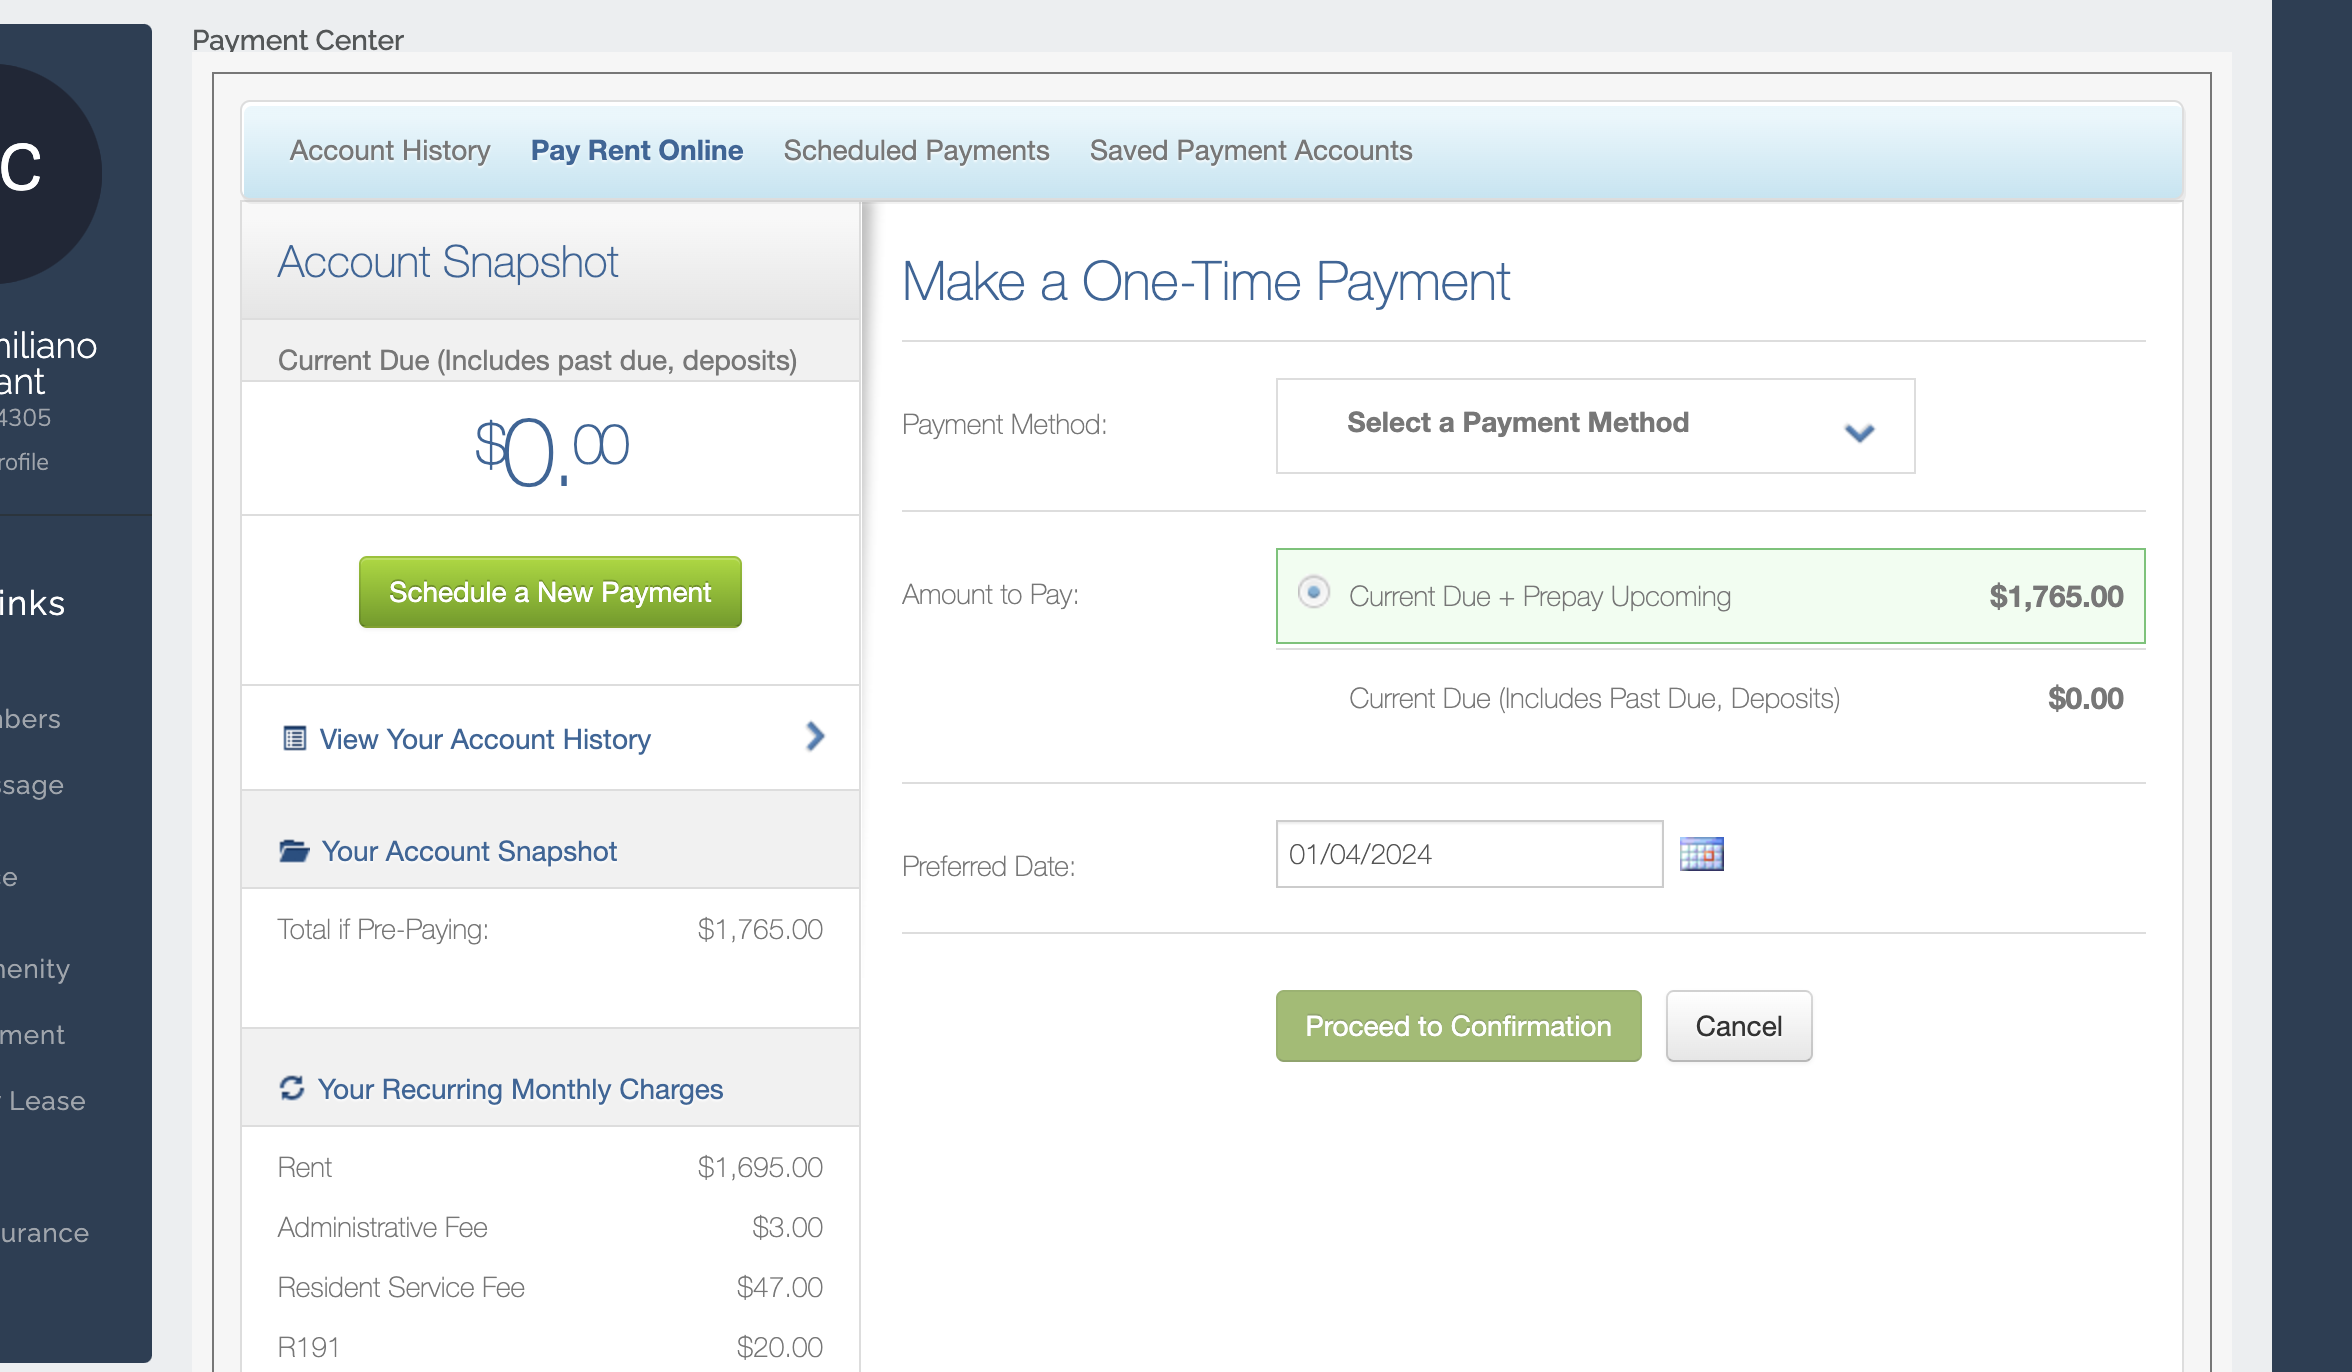 Payment Center
C
niliano
ant
4305
rofile
inks
bers
ssage
e
nenity
ment
Lease
urance
Account History Pay Rent Online Scheduled Payments Saved Payment Accounts
Account Snapshot
Current Due (Includes past due, deposits)
$0.00
Schedule a New Payment
View Your Account History
Your Account Snapshot
Total if Pre-Paying: $1,765.00
Your Recurring Monthly Charges
Rent $1,695.00
Administrative Fee $3.00
Resident Service Fee $47.00
R191 $20.00
Make a One-Time Payment
Payment Method: Select a Payment Method
Amount to Pay: Current Due + Prepay Upcoming $1,765.00
Current Due (Includes Past Due, Deposits) $0.00
Preferred Date: 01/04/2024
Proceed to Confirmation Cancel